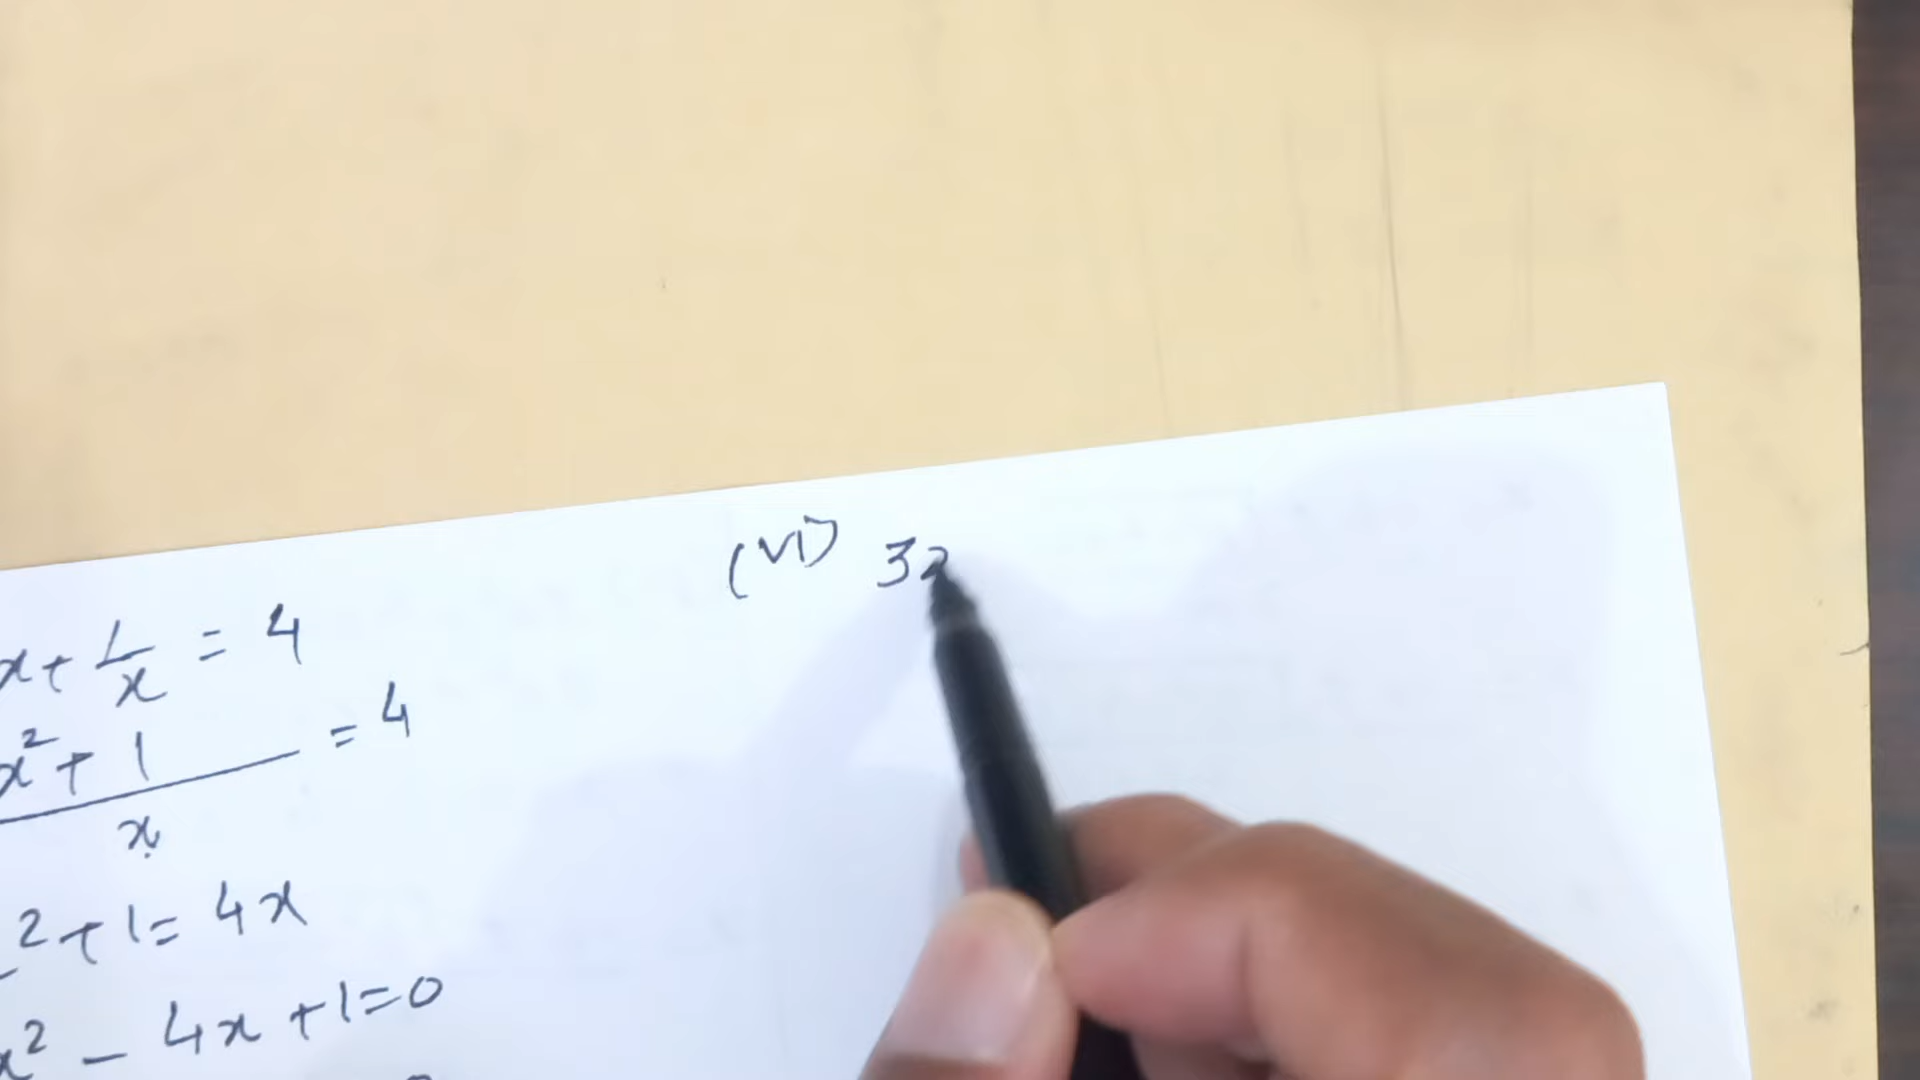 x + 1/x = 4
x² + 1 / x = 4
² + 1 = 4x
x² - 4x + 1 = 0
(VI) 3